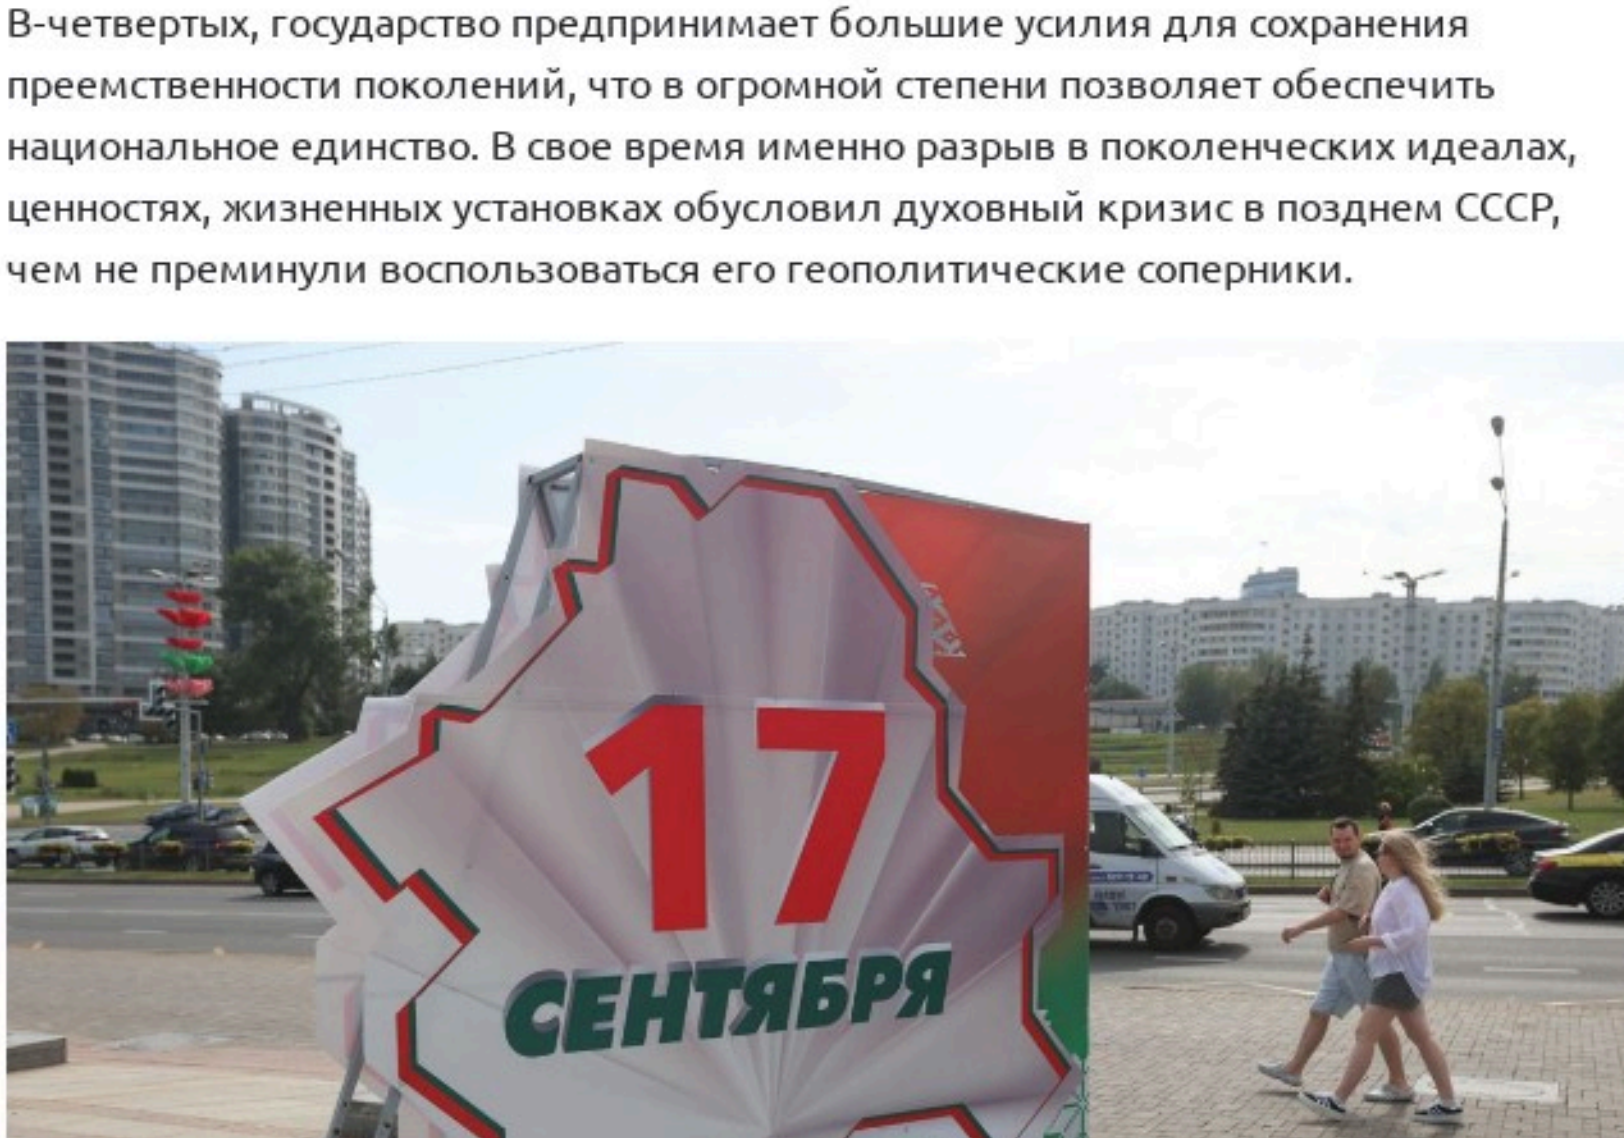 В-четвертых, государство предпринимает большие усилия для сохранения
преемственности поколений, что в огромной степени позволяет обеспечить
национальное единство. В свое время именно разрыв в поколенческих идеалах,
ценностях, жизненных установках обусловил духовный кризис в позднем СССР,
чем не преминули воспользоваться его геополитические соперники.
17
СЕНТЯБРЯ